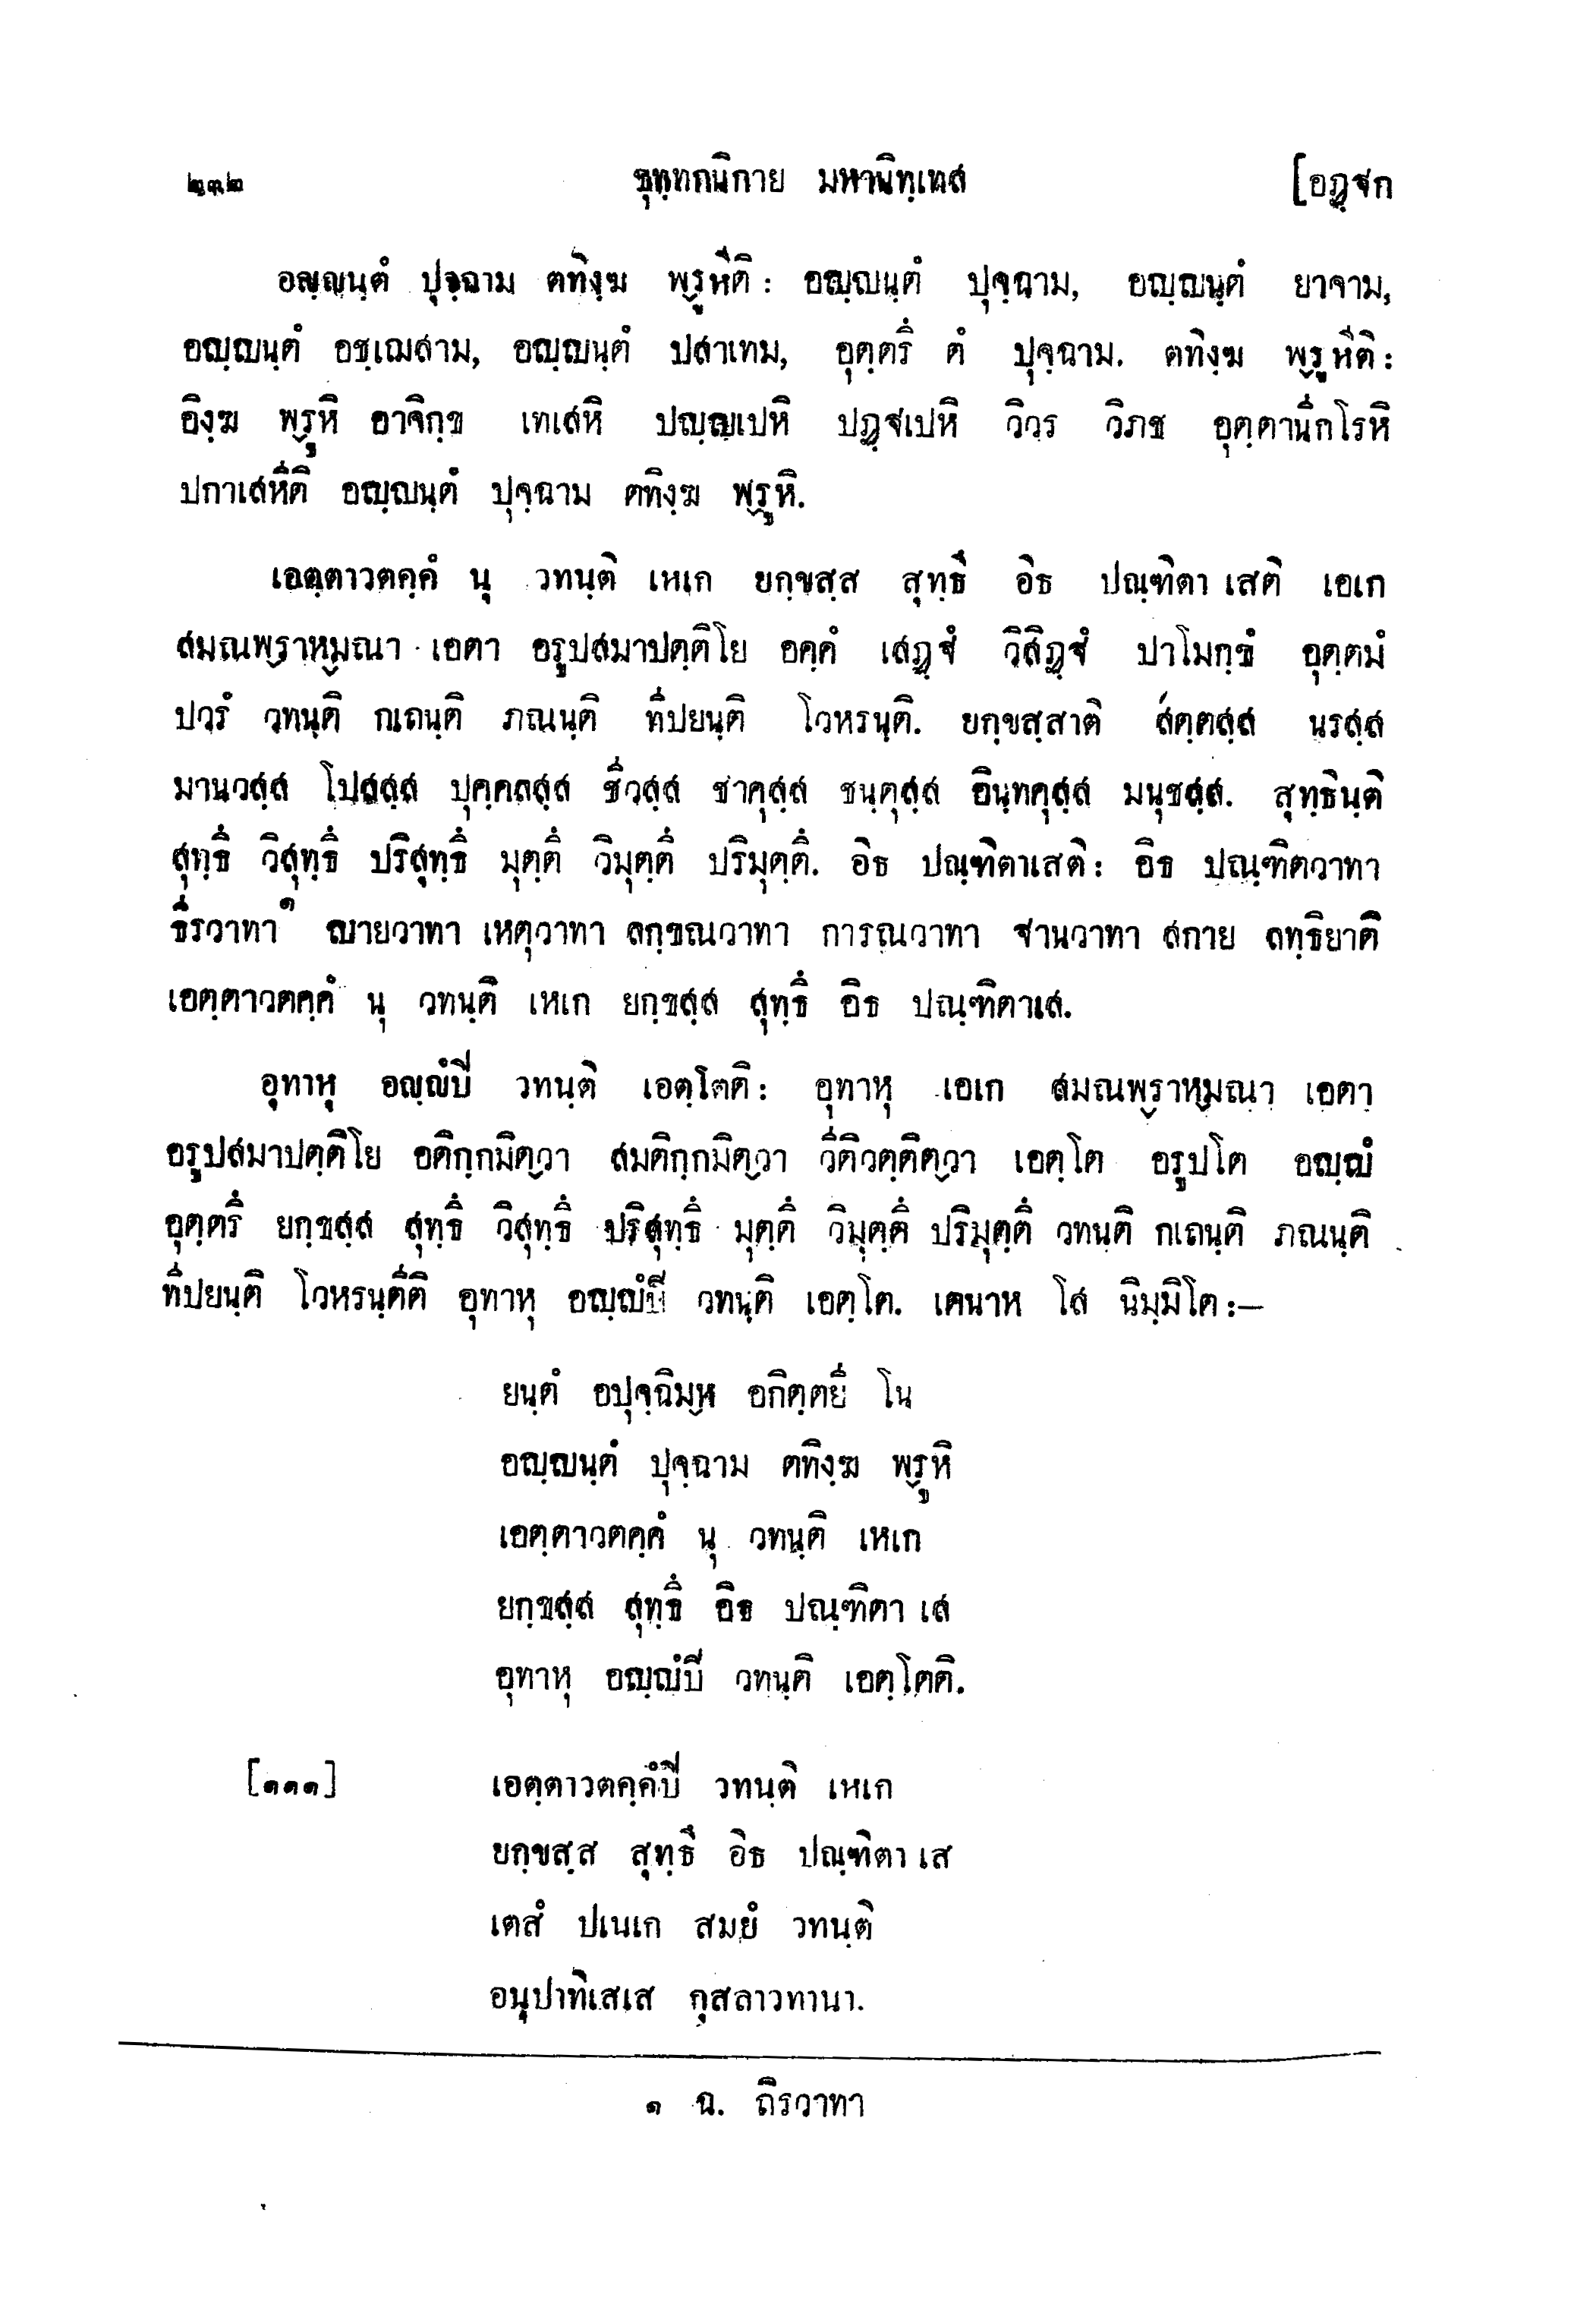 ๒๓๒ ขุทฺทกนิกาย มหานิทฺเทส [อฏฺฐก
อญฺญนฺตํ ปุจฺฉาม ตทิงฺฆ พฺรูหีติ: อญฺญนฺตํ ปุจฺฉาม, อญฺญนฺตํ ยาจาม,
อญฺญนฺตํ อชฺเฌสาม, อญฺญนฺตํ ปสาเทม, อุตฺตรึ ตํ ปุจฺฉาม. ตทิงฺฆ พฺรูหีติ:
อิงฺฆ พฺรูหิ อาจิกฺข เทเสหิ ปญฺญเปหิ ปฏฺฐเปหิ วิวร วิภช อุตฺตานีกโรหิ
ปกาเสหีติ อญฺญนฺตํ ปุจฺฉาม ตทิงฺฆ พฺรูหิ.
เอตฺตาวตคฺคํ นุ วทนฺติ เหเก ยกฺขสฺส สุทฺธึ อิธ ปณฺฑิตา เสติ เอเก
สมณพฺราหฺมณา เอตา อรูปสมาปตฺติโย อคฺคํ เสฏฺฐํ วิสิฏฺฐํ ปาโมกฺขํ อุตฺตมํ
ปวรํ วทนฺติ กเถนฺติ ภณนฺติ ทีปยนฺติ โวหรนฺติ. ยกฺขสฺสาติ สตฺตสฺส นรสฺส
มานวสฺส โปสสฺส ปุคฺคลสฺส ชีวสฺส ชาคุสฺส ชนฺตุสฺส อินฺทคุสฺส มนุชสฺส. สุทฺธินฺติ
สุทฺธึ วิสุทฺธึ ปริสุทฺธึ มุตฺตึ วิมุตฺตึ ปริมุตฺตึ. อิธ ปณฺฑิตาเสติ: อิธ ปณฺฑิตวาทา
ธีรวาทา๑ ญายวาทา เหตุวาทา ลกฺขณวาทา การณวาทา ฐานวาทา สกาย ลทฺธิยาติ
เอตฺตาวตคฺคํ นุ วทนฺติ เหเก ยกฺขสฺส สุทฺธึ อิธ ปณฺฑิตาเส.
อุทาหุ อญฺญํปิ วทนฺติ เอตฺโตติ: อุทาหุ เอเก สมณพฺราหฺมณา เอตา
อรูปสมาปตฺติโย อติกฺกมิตฺวา สมติกฺกมิตฺวา วีติวตฺติตฺวา เอตฺโต อรูปโต อญฺญํ
อุตฺตรึ ยกฺขสฺส สุทฺธึ วิสุทฺธึ ปริสุทฺธึ มุตฺตึ วิมุตฺตึ ปริมุตฺตึ วทนฺติ กเถนฺติ ภณนฺติ
ทีปยนฺติ โวหรนฺตีติ อุทาหุ อญฺญํปิ วทนฺติ เอตฺโต. เตนาห โส นิมฺมิโต:—
ยนฺตํ อปุจฺฉิมฺห อกิตฺตยี โน
อญฺญนฺตํ ปุจฺฉาม ตทิงฺฆ พฺรูหิ
เอตฺตาวตคฺคํ นุ วทนฺติ เหเก
ยกฺขสฺส สุทฺธึ อิธ ปณฺฑิตา เส
อุทาหุ อญฺญํปิ วทนฺติ เอตฺโตติ.
[๑๓๑] เอตฺตาวตคฺคํปิ วทนฺติ เหเก
ยกฺขสฺส สุทฺธึ อิธ ปณฺฑิตา เส
เตสํ ปเนเก สมยํ วทนฺติ
อนุปาทิเสเส กุสลาวทานา.
๑ ฉ. ถิรวาทา